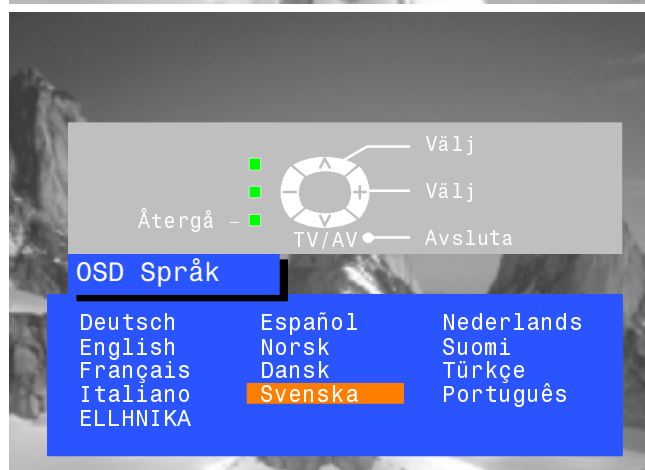 Välj
Välj
Återgå –
TV/AV Avsluta
OSD Språk
Deutsch Español Nederlands
English Norsk Suomi
Français Dansk Türkçe
Italiano Svenska Português
ELLHNIKA